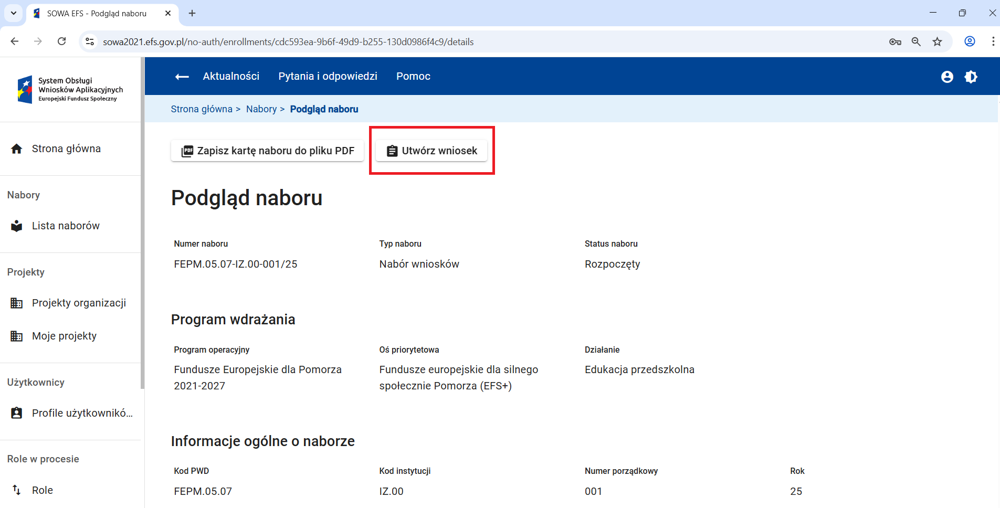 SOWA EFS - Podgląd naboru
sowa2021.efs.gov.pl/no-auth/enrollments/cdc593ea-9b6f-49d9-b255-130d0986f4c9/details
System Obsługi
Wniosków Aplikacyjnych
Europejski Fundusz Społeczny
Aktualności Pytania i odpowiedzi Pomoc
Strona główna > Nabory > Podgląd naboru
Strona główna
Nabory
Lista naborów
Projekty
Projekty organizacji
Moje projekty
Użytkownicy
Profile użytkownikó...
Role w procesie
Role
PDF Zapisz kartę naboru do pliku PDF
Utwórz wniosek
Podgląd naboru
Numer naboru Typ naboru Status naboru
FEPM.05.07-IZ.00-001/25 Nabór wniosków Rozpoczęty
Program wdrażania
Program operacyjny Oś priorytetowa Działanie
Fundusze Europejskie dla Pomorza Fundusze europejskie dla silnego Edukacja przedszkolna
2021-2027 społecznie Pomorza (EFS+)
Informacje ogólne o naborze
Kod PWD Kod instytucji Numer porządkowy Rok
FEPM.05.07 IZ.00 001 25